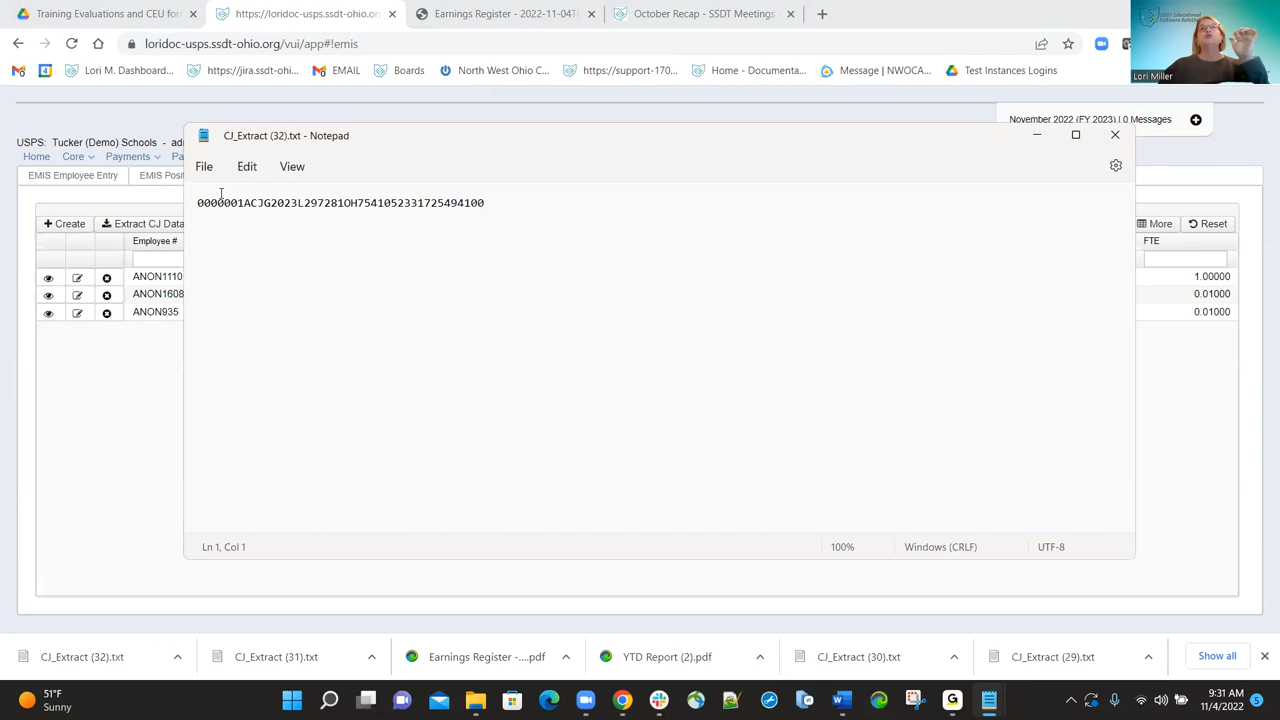 Training Evaluations and CEU for
https://loridoc-usps.ssdt-ohio.org
Earnings Register - 2022-11-04T
October Recap - SSDT Meetings
loridoc-usps.ssdt-ohio.org/vui/app#!emis
Lori M. Dashboard...
https://jira.ssdt-ohi...
EMAIL
Boards
North West Ohio C...
https://support-170...
Home - Documenta...
Message | NWOCA...
Test Instances Logins
Lori Miller
November 2022 (FY 2023) | 0 Messages
USPS: Tucker (Demo) Schools - ad
Home Core Payments Pa
EMIS Employee Entry
EMIS Posi
CJ_Extract (32).txt - Notepad
File Edit View
0000001ACJG2023L297281OH7541052331725494100
Ln 1, Col 1
100%
Windows (CRLF)
UTF-8
Create
Extract CJ Data
More
Reset
Employee #
FTE
ANON1110
1.00000
ANON1608
0.01000
ANON935
0.01000
CJ_Extract (32).txt
CJ_Extract (31).txt
Earnings Register -....pdf
YTD Report (2).pdf
CJ_Extract (30).txt
CJ_Extract (29).txt
Show all
51°F
Sunny
9:31 AM
11/4/2022
5